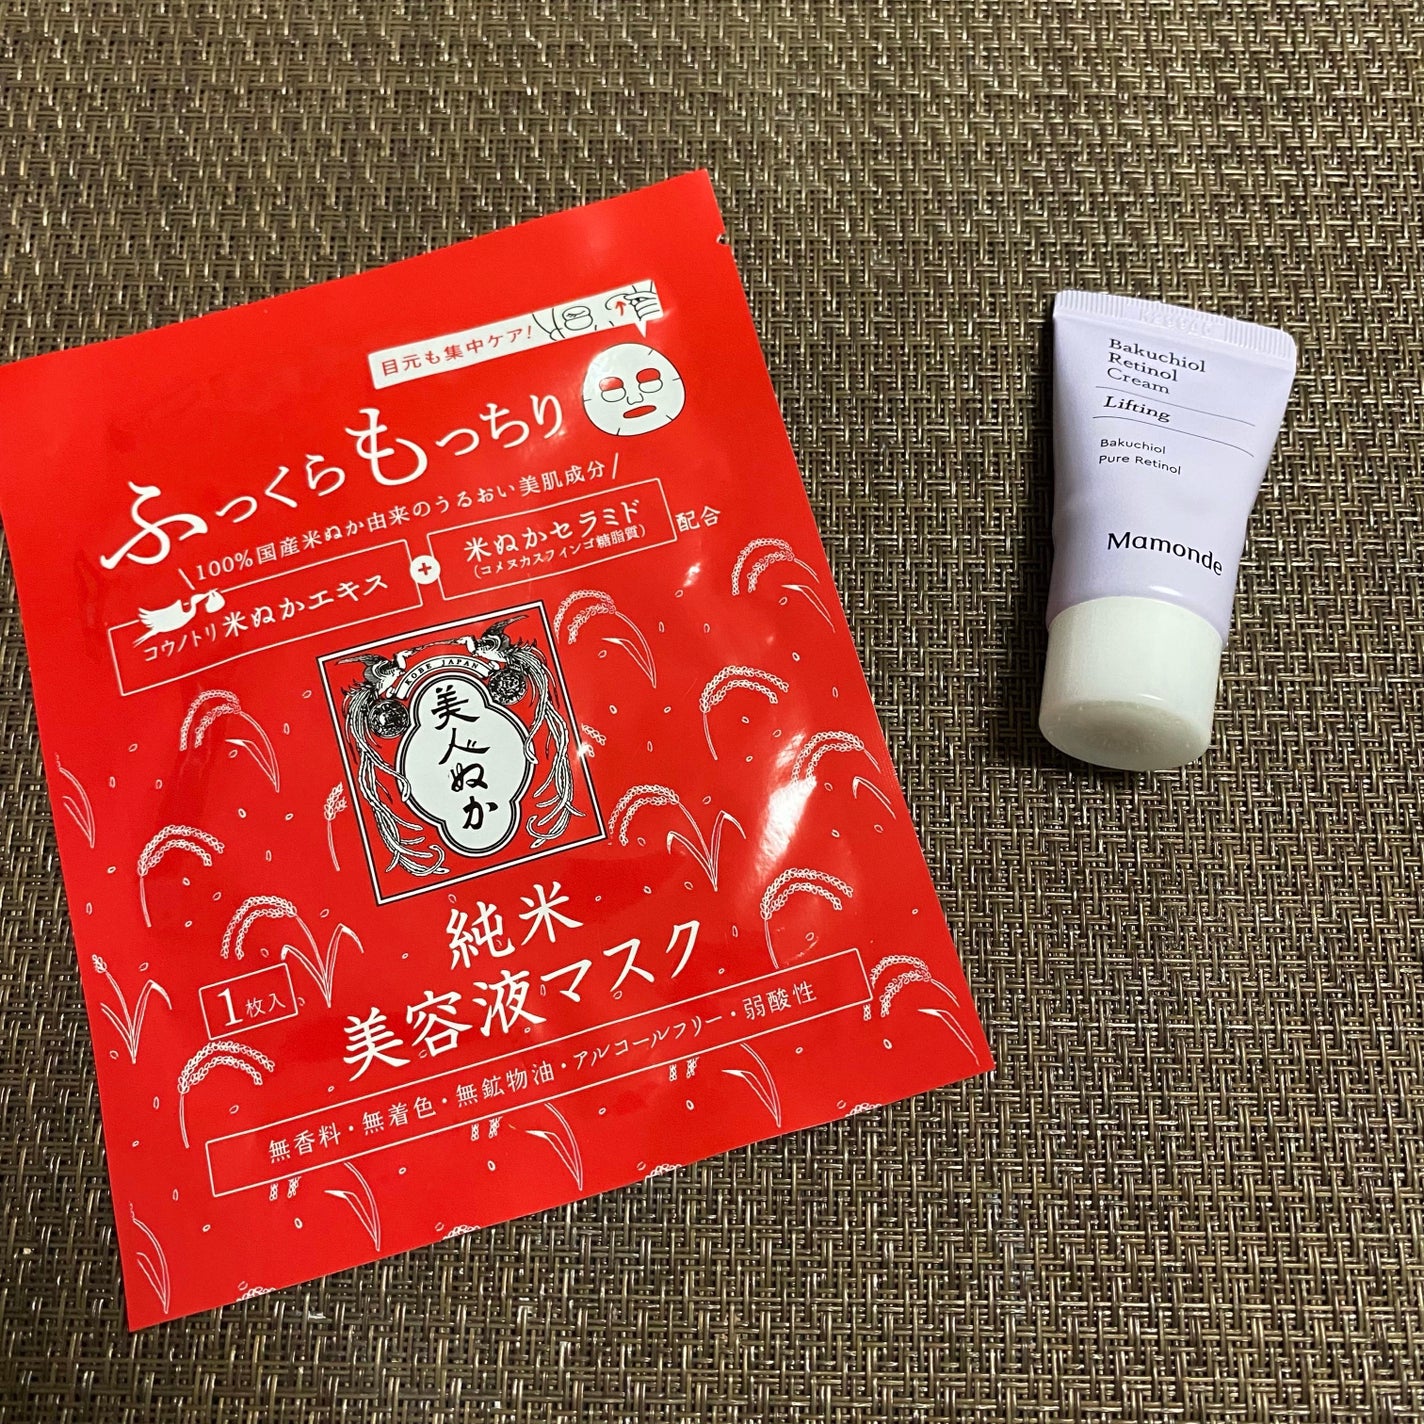 目元も集中ケア!
ふっくらもっちり
100%国産米ぬか由来のうるおい美肌成分
コウノトリ米ぬかエキス
+
米ぬかセラミド
(コメヌカスフィンゴ糖脂質)
配合
KOBE JAPAN
美人ぬか
純米
美容液マスク
1枚入
無香料・無着色・無鉱物油・アルコールフリー・弱酸性
Bakuchiol
Retinol
Cream
Lifting
Bakuchiol
Pure Retinol
Mamonde